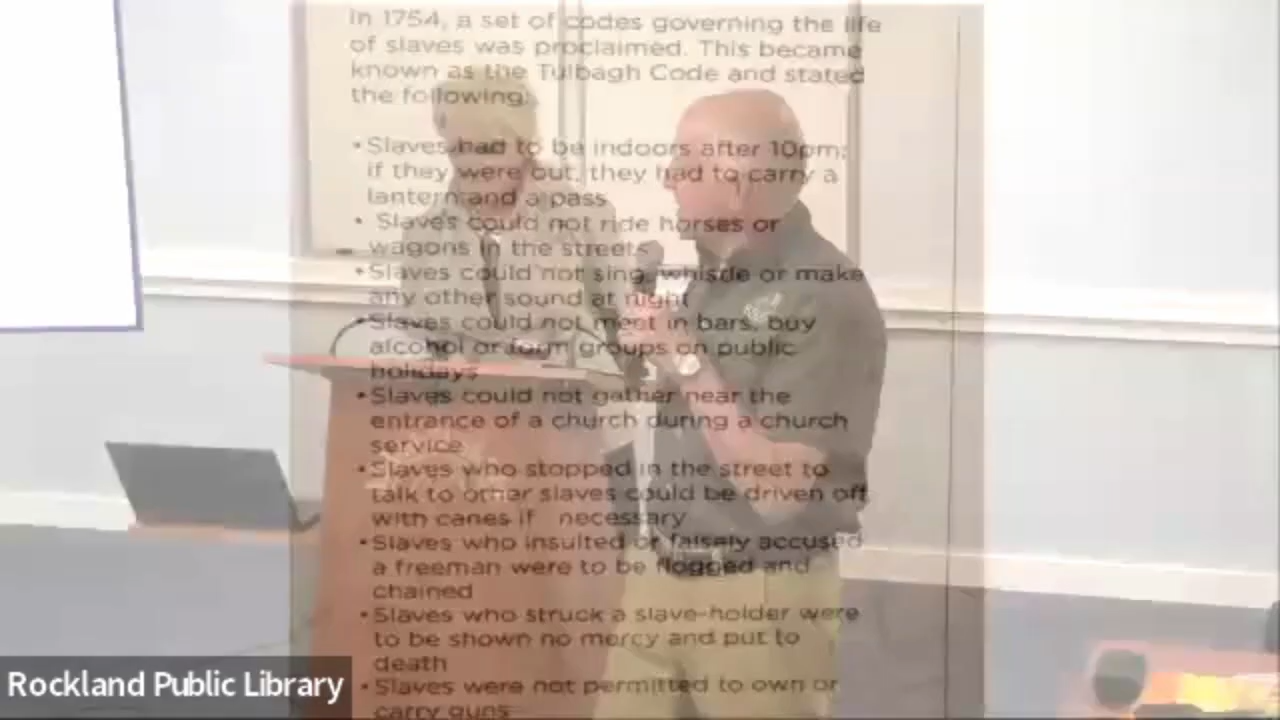 In 1754, a set of codes governing the life
of slaves was proclaimed. This became
known as the Tulbagh Code and stated
the following:
• Slaves had to be indoors after 10pm;
if they were out, they had to carry a
lantern and a pass
• Slaves could not ride horses or
wagons in the streets
• Slaves could not sing, whistle or make
any other sound at night
• Slaves could not meet in bars, buy
alcohol or form groups on public
holidays
• Slaves could not gather near the
entrance of a church during a church
service
• Slaves who stopped in the street to
talk to other slaves could be driven off
with canes if necessary
• Slaves who insulted or falsely accused
a freeman were to be flogged and
chained
• Slaves who struck a slave-holder were
to be shown no mercy and put to
death
• Slaves were not permitted to own or
carry guns
Rockland Public Library